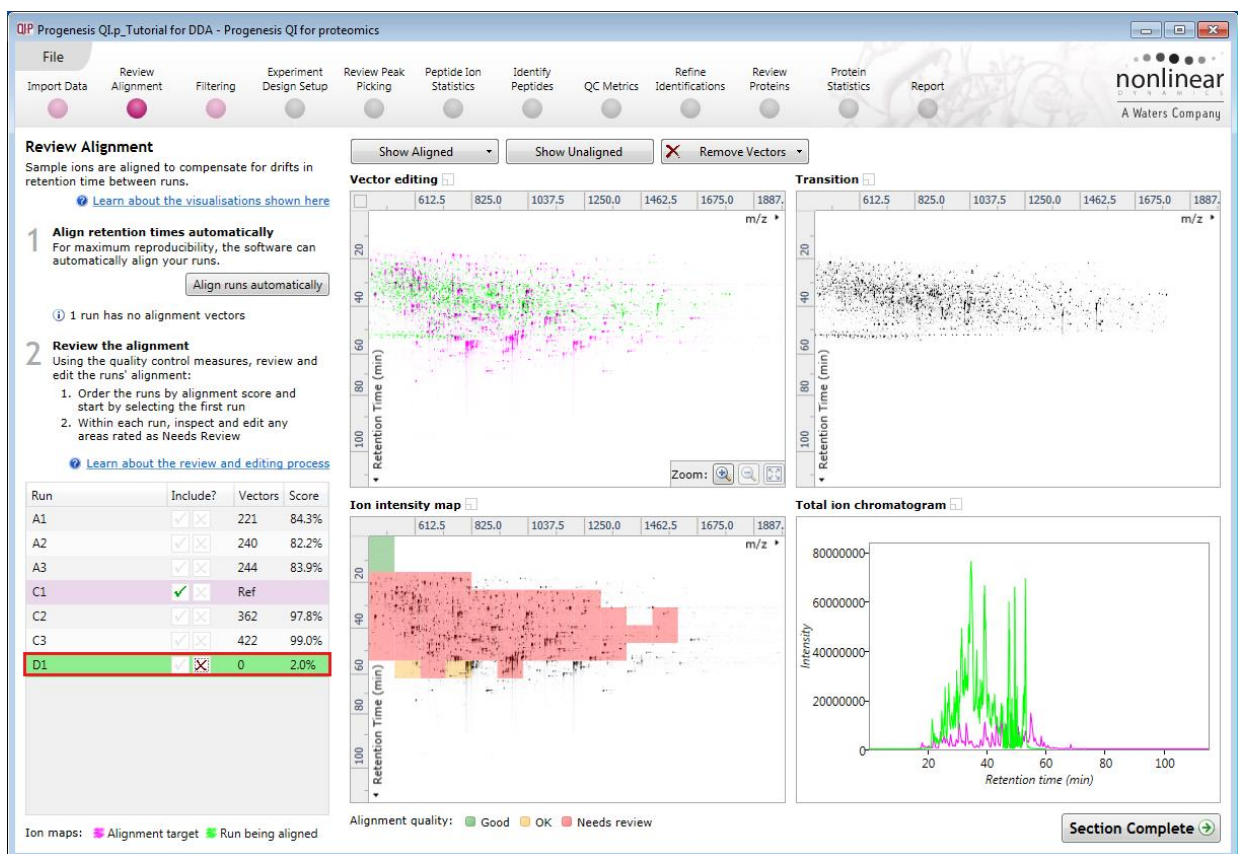 QIP Progenesis QI.p_Tutorial for DDA - Progenesis QI for proteomics
File
Import Data
Review Alignment
Filtering
Experiment Design Setup
Review Peak Picking
Peptide Ion Statistics
Identify Peptides
QC Metrics
Refine Identifications
Review Proteins
Protein Statistics
Report
nonlinear
DYNAMICS
A Waters Company
Review Alignment
Sample ions are aligned to compensate for drifts in
retention time between runs.
Learn about the visualisations shown here
1 Align retention times automatically
For maximum reproducibility, the software can
automatically align your runs.
Align runs automatically
1 run has no alignment vectors
2 Review the alignment
Using the quality control measures, review and
edit the runs' alignment:
1. Order the runs by alignment score and
start by selecting the first run
2. Within each run, inspect and edit any
areas rated as Needs Review
Learn about the review and editing process
Run Include? Vectors Score
A1 221 84.3%
A2 240 82.2%
A3 244 83.9%
C1 Ref
C2 362 97.8%
C3 422 99.0%
D1 0 2.0%
Ion maps: Alignment target Run being aligned
Show Aligned
Show Unaligned
Remove Vectors
Vector editing
612.5 825.0 1037.5 1250.0 1462.5 1675.0 1887.
m/z
20
40
60
80
100
Retention Time (min)
Zoom:
Transition
612.5 825.0 1037.5 1250.0 1462.5 1675.0 1887.
m/z
20
40
60
80
100
Retention Time (min)
Ion intensity map
612.5 825.0 1037.5 1250.0 1462.5 1675.0 1887.
m/z
20
40
60
80
100
Retention Time (min)
Alignment quality: Good OK Needs review
Total ion chromatogram
80000000
60000000
40000000
20000000
0
Intensity
20 40 60 80 100
Retention time (min)
Section Complete